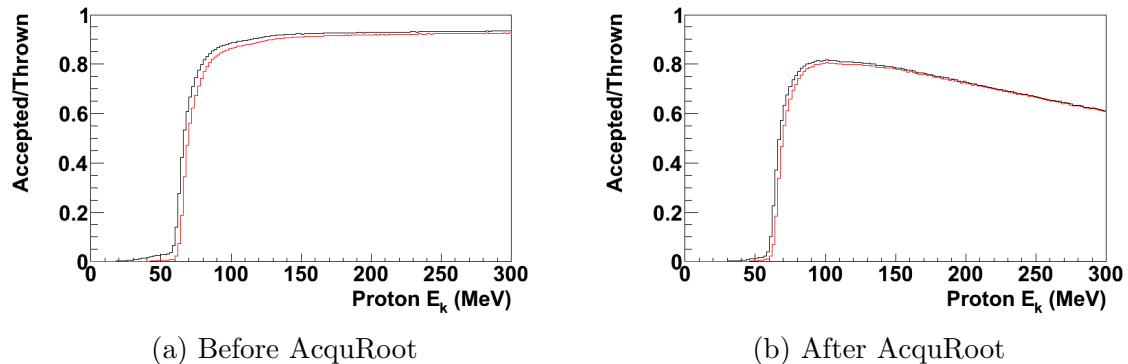 Accepted/Thrown
1
0.8
0.6
0.4
0.2
0
0 50 100 150 200 250 300
Proton E_k (MeV)
(a) Before AcquRoot
Accepted/Thrown
1
0.8
0.6
0.4
0.2
0
0 50 100 150 200 250 300
Proton E_k (MeV)
(b) After AcquRoot